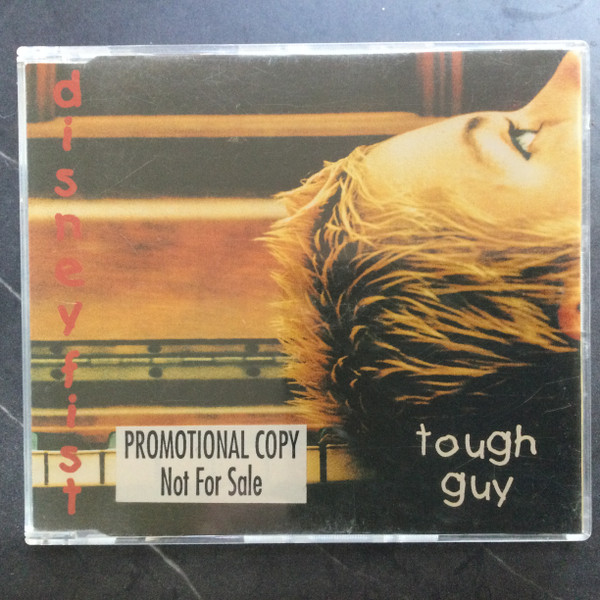 disneyfist
PROMOTIONAL COPY
Not For Sale
tough
guy